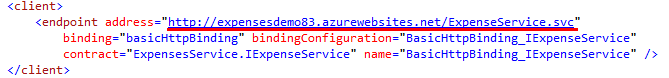 <client>
<endpoint address="http://expensesdemo83.azurewebsites.net/ExpenseService.svc"
binding="basicHttpBinding" bindingConfiguration="BasicHttpBinding_IExpenseService"
contract="ExpensesService.IExpenseService" name="BasicHttpBinding_IExpenseService" />
</client>